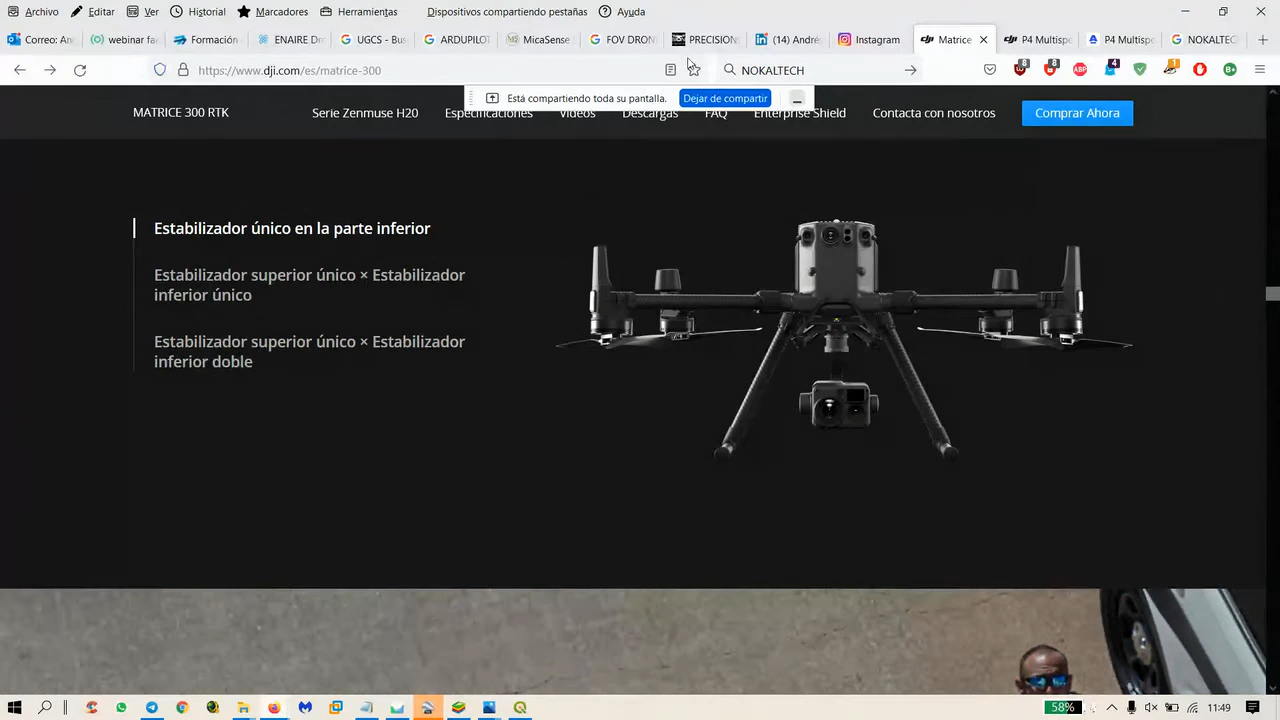 Archivo Editar Ver Historial Marcadores Herramientas Dispositivos compartiendo pestañas Ayuda
Correo: An webinar fa Formación ENAIRE Dr UGCS - Bus ARDUPILOT MicaSense FOV DRON PRECISION (14) André Instagram Matrice P4 Multisp P4 Multisp NOKALTECH
https://www.dji.com/es/matrice-300 NOKALTECH
Está compartiendo toda su pantalla. Dejar de compartir
MATRICE 300 RTK Serie Zenmuse H20 Especificaciones Vídeos Descargas FAQ Enterprise Shield Contacta con nosotros Comprar Ahora
Estabilizador único en la parte inferior
Estabilizador superior único × Estabilizador
inferior único
Estabilizador superior único × Estabilizador
inferior doble
58% 11:49